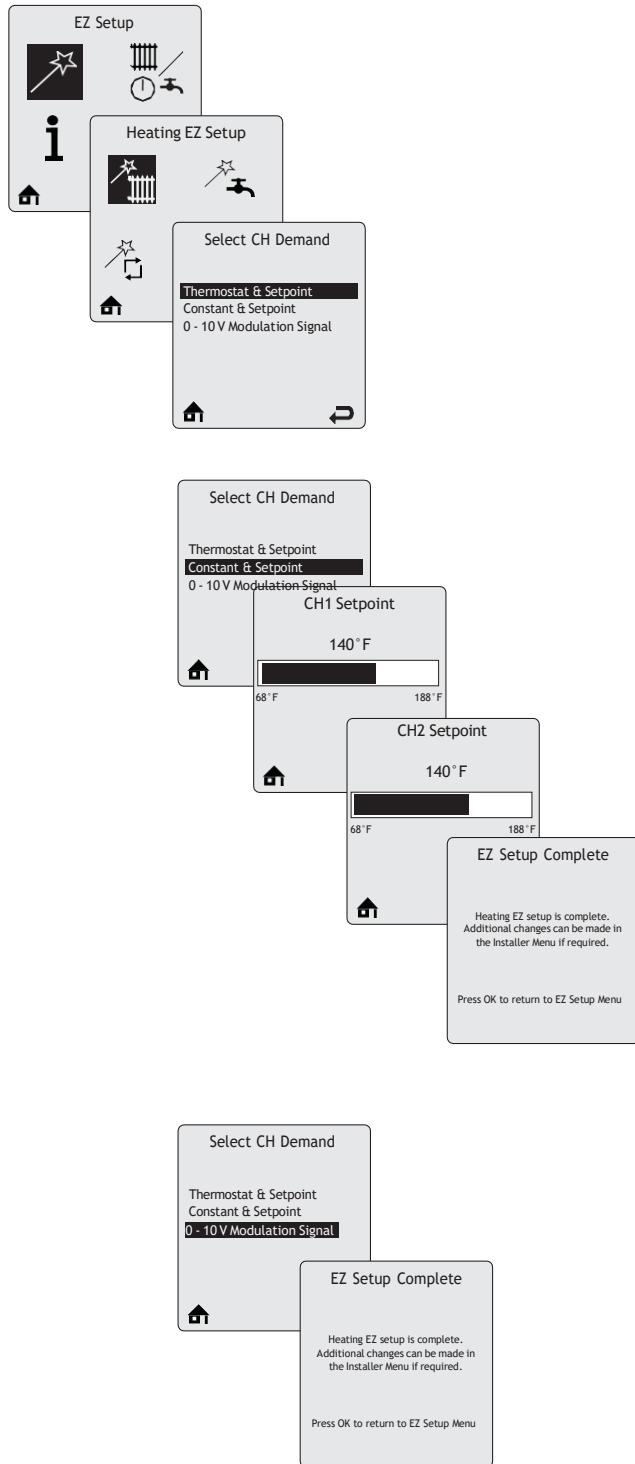 EZ Setup
Heating EZ Setup
Select CH Demand
Thermostat & Setpoint
Constant & Setpoint
0 - 10 V Modulation Signal
Select CH Demand
Thermostat & Setpoint
Constant & Setpoint
0 - 10 V Modulation Signal
CH1 Setpoint
140°F
68°F 188°F
CH2 Setpoint
140°F
68°F 188°F
EZ Setup Complete
Heating EZ setup is complete.
Additional changes can be made in
the Installer Menu if required.
Press OK to return to EZ Setup Menu
Select CH Demand
Thermostat & Setpoint
Constant & Setpoint
0 - 10 V Modulation Signal
EZ Setup Complete
Heating EZ setup is complete.
Additional changes can be made in
the Installer Menu if required.
Press OK to return to EZ Setup Menu